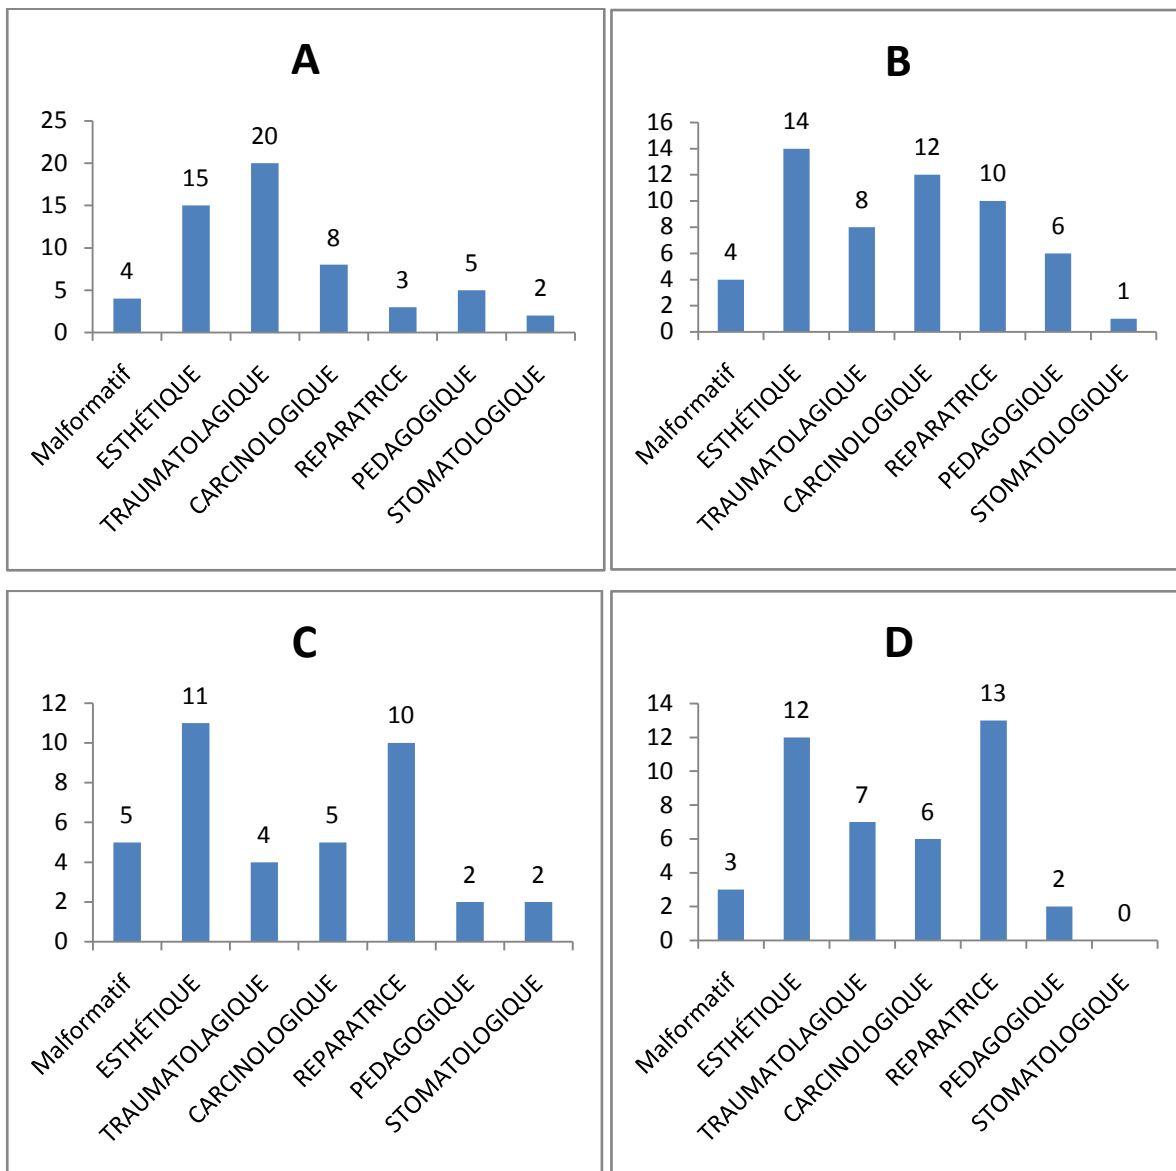 A
25
20
15
10
5
0
4
15
20
8
3
5
2
Malformatif
ESTHÉTIQUE
TRAUMATOLAGIQUE
CARCINOLOGIQUE
REPARATRICE
PEDAGOGIQUE
STOMATOLOGIQUE
B
16
14
12
10
8
6
4
2
0
4
14
8
12
10
6
1
Malformatif
ESTHÉTIQUE
TRAUMATOLAGIQUE
CARCINOLOGIQUE
REPARATRICE
PEDAGOGIQUE
STOMATOLOGIQUE
C
12
10
8
6
4
2
0
5
11
4
5
10
2
2
Malformatif
ESTHÉTIQUE
TRAUMATOLAGIQUE
CARCINOLOGIQUE
REPARATRICE
PEDAGOGIQUE
STOMATOLOGIQUE
D
14
12
10
8
6
4
2
0
3
12
7
6
13
2
0
Malformatif
ESTHÉTIQUE
TRAUMATOLAGIQUE
CARCINOLOGIQUE
REPARATRICE
PEDAGOGIQUE
STOMATOLOGIQUE